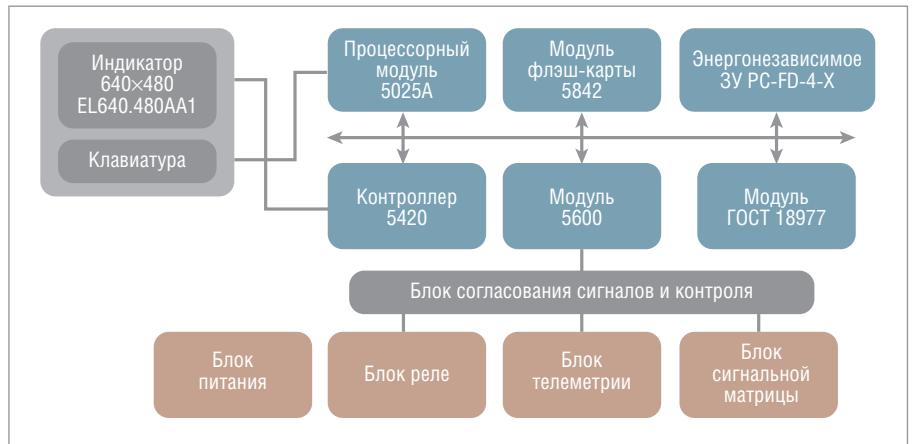 Индикатор
640×480
EL640.480AA1
Клавиатура
Процессорный
модуль
5025А
Модуль
флэш-карты
5842
Энергонезависимое
ЗУ PC-FD-4-X
Контроллер
5420
Модуль
5600
Модуль
ГОСТ 18977
Блок согласования сигналов и контроля
Блок
питания
Блок реле
Блок
телеметрии
Блок
сигнальной
матрицы